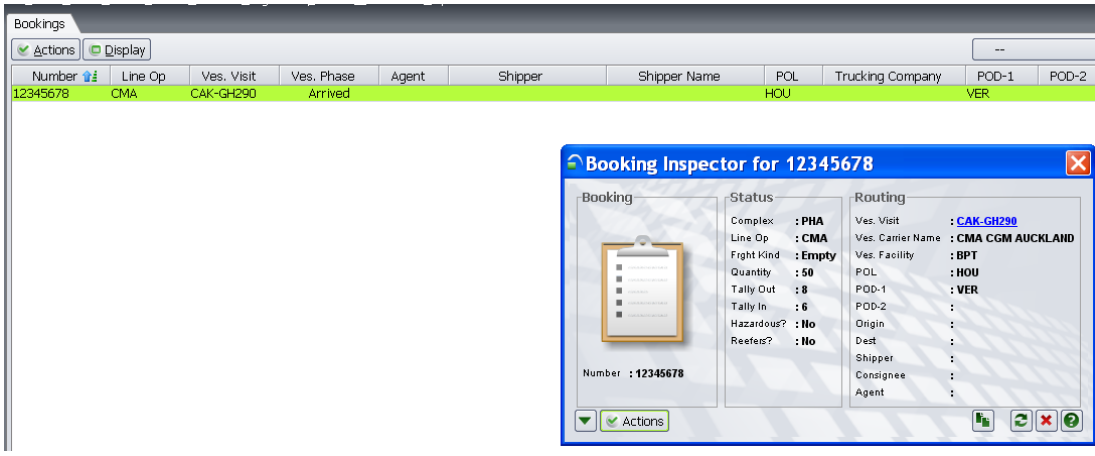 Bookings
Actions Display --
Number Line Op Ves. Visit Ves. Phase Agent Shipper Shipper Name POL Trucking Company POD-1 POD-2
12345678 CMA CAK-GH290 Arrived HOU VER
Booking Inspector for 12345678
Booking Status Routing
Complex : PHA Ves. Visit : CAK-GH290
Line Op : CMA Ves. Carrier Name : CMA CGM AUCKLAND
Frght Kind : Empty Ves. Facility : BPT
Quantity : 50 POL : HOU
Tally Out : 8 POD-1 : VER
Tally In : 6 POD-2 :
Hazardous? : No Origin :
Reefers? : No Dest :
Shipper :
Number : 12345678 Consignee :
Agent :
Actions